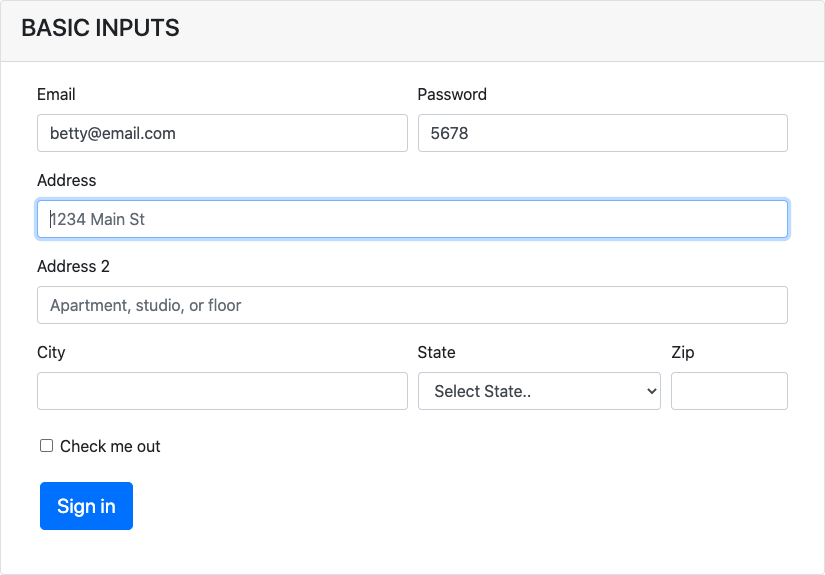 BASIC INPUTS
Email Password
betty@email.com 5678
Address
1234 Main St
Address 2
Apartment, studio, or floor
City State Zip
Select State..
Check me out
Sign in